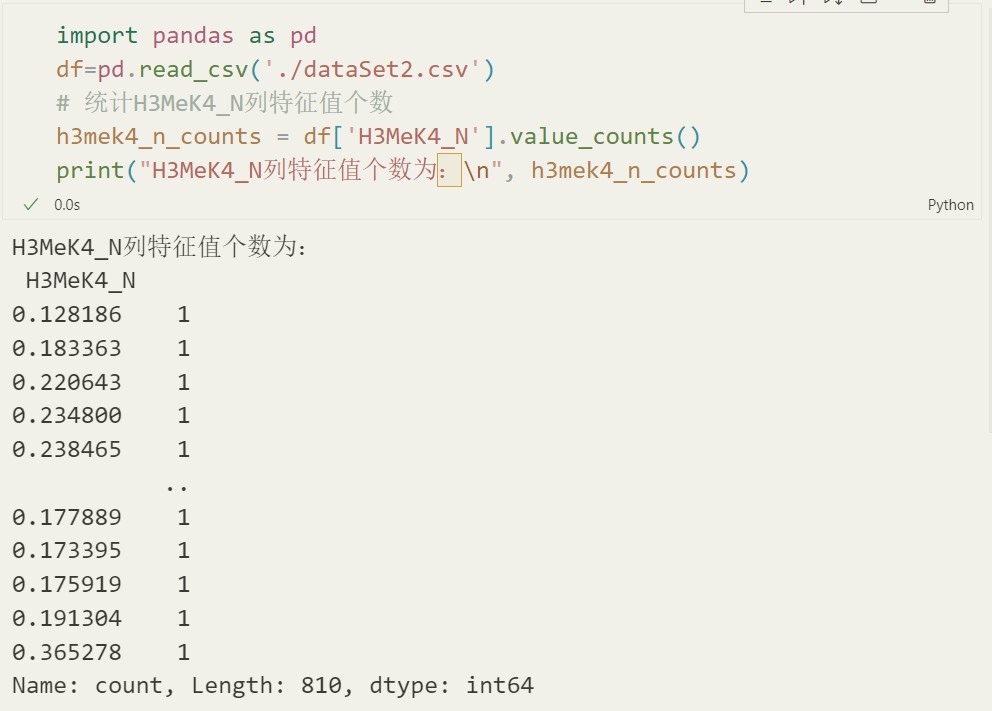 import pandas as pd
df=pd.read_csv('./dataSet2.csv')
# 统计H3MeK4_N列特征值个数
h3mek4_n_counts = df['H3MeK4_N'].value_counts()
print("H3MeK4_N列特征值个数为：\n", h3mek4_n_counts)
0.0s
Python
H3MeK4_N列特征值个数为：
H3MeK4_N
0.128186    1
0.183363    1
0.220643    1
0.234800    1
0.238465    1
..
0.177889    1
0.173395    1
0.175919    1
0.191304    1
0.365278    1
Name: count, Length: 810, dtype: int64